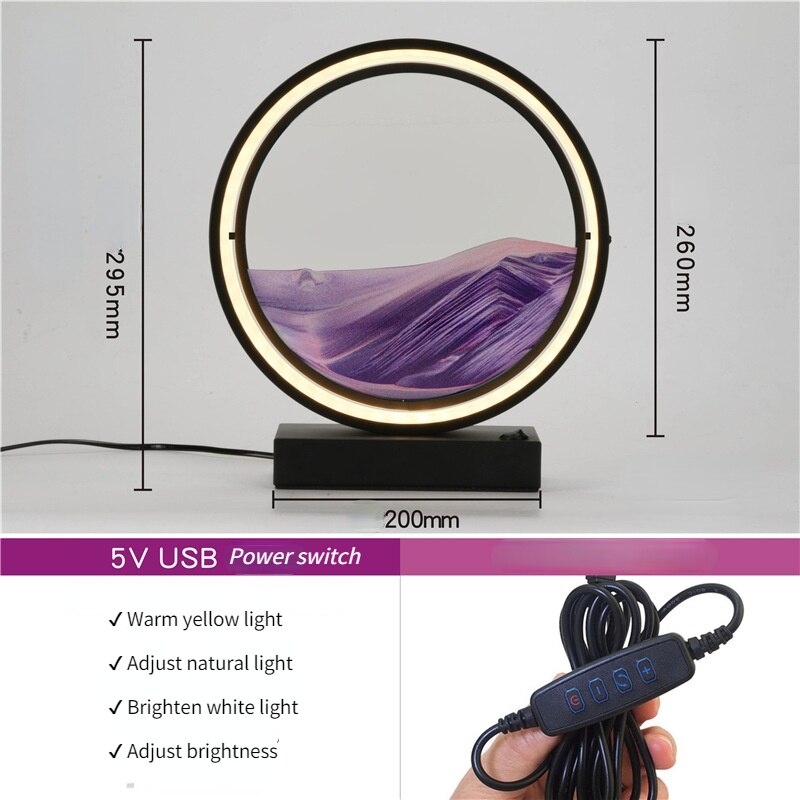 295mm
260mm
200mm
5V USB Power switch
✓ Warm yellow light
✓ Adjust natural light
✓ Brighten white light
✓ Adjust brightness